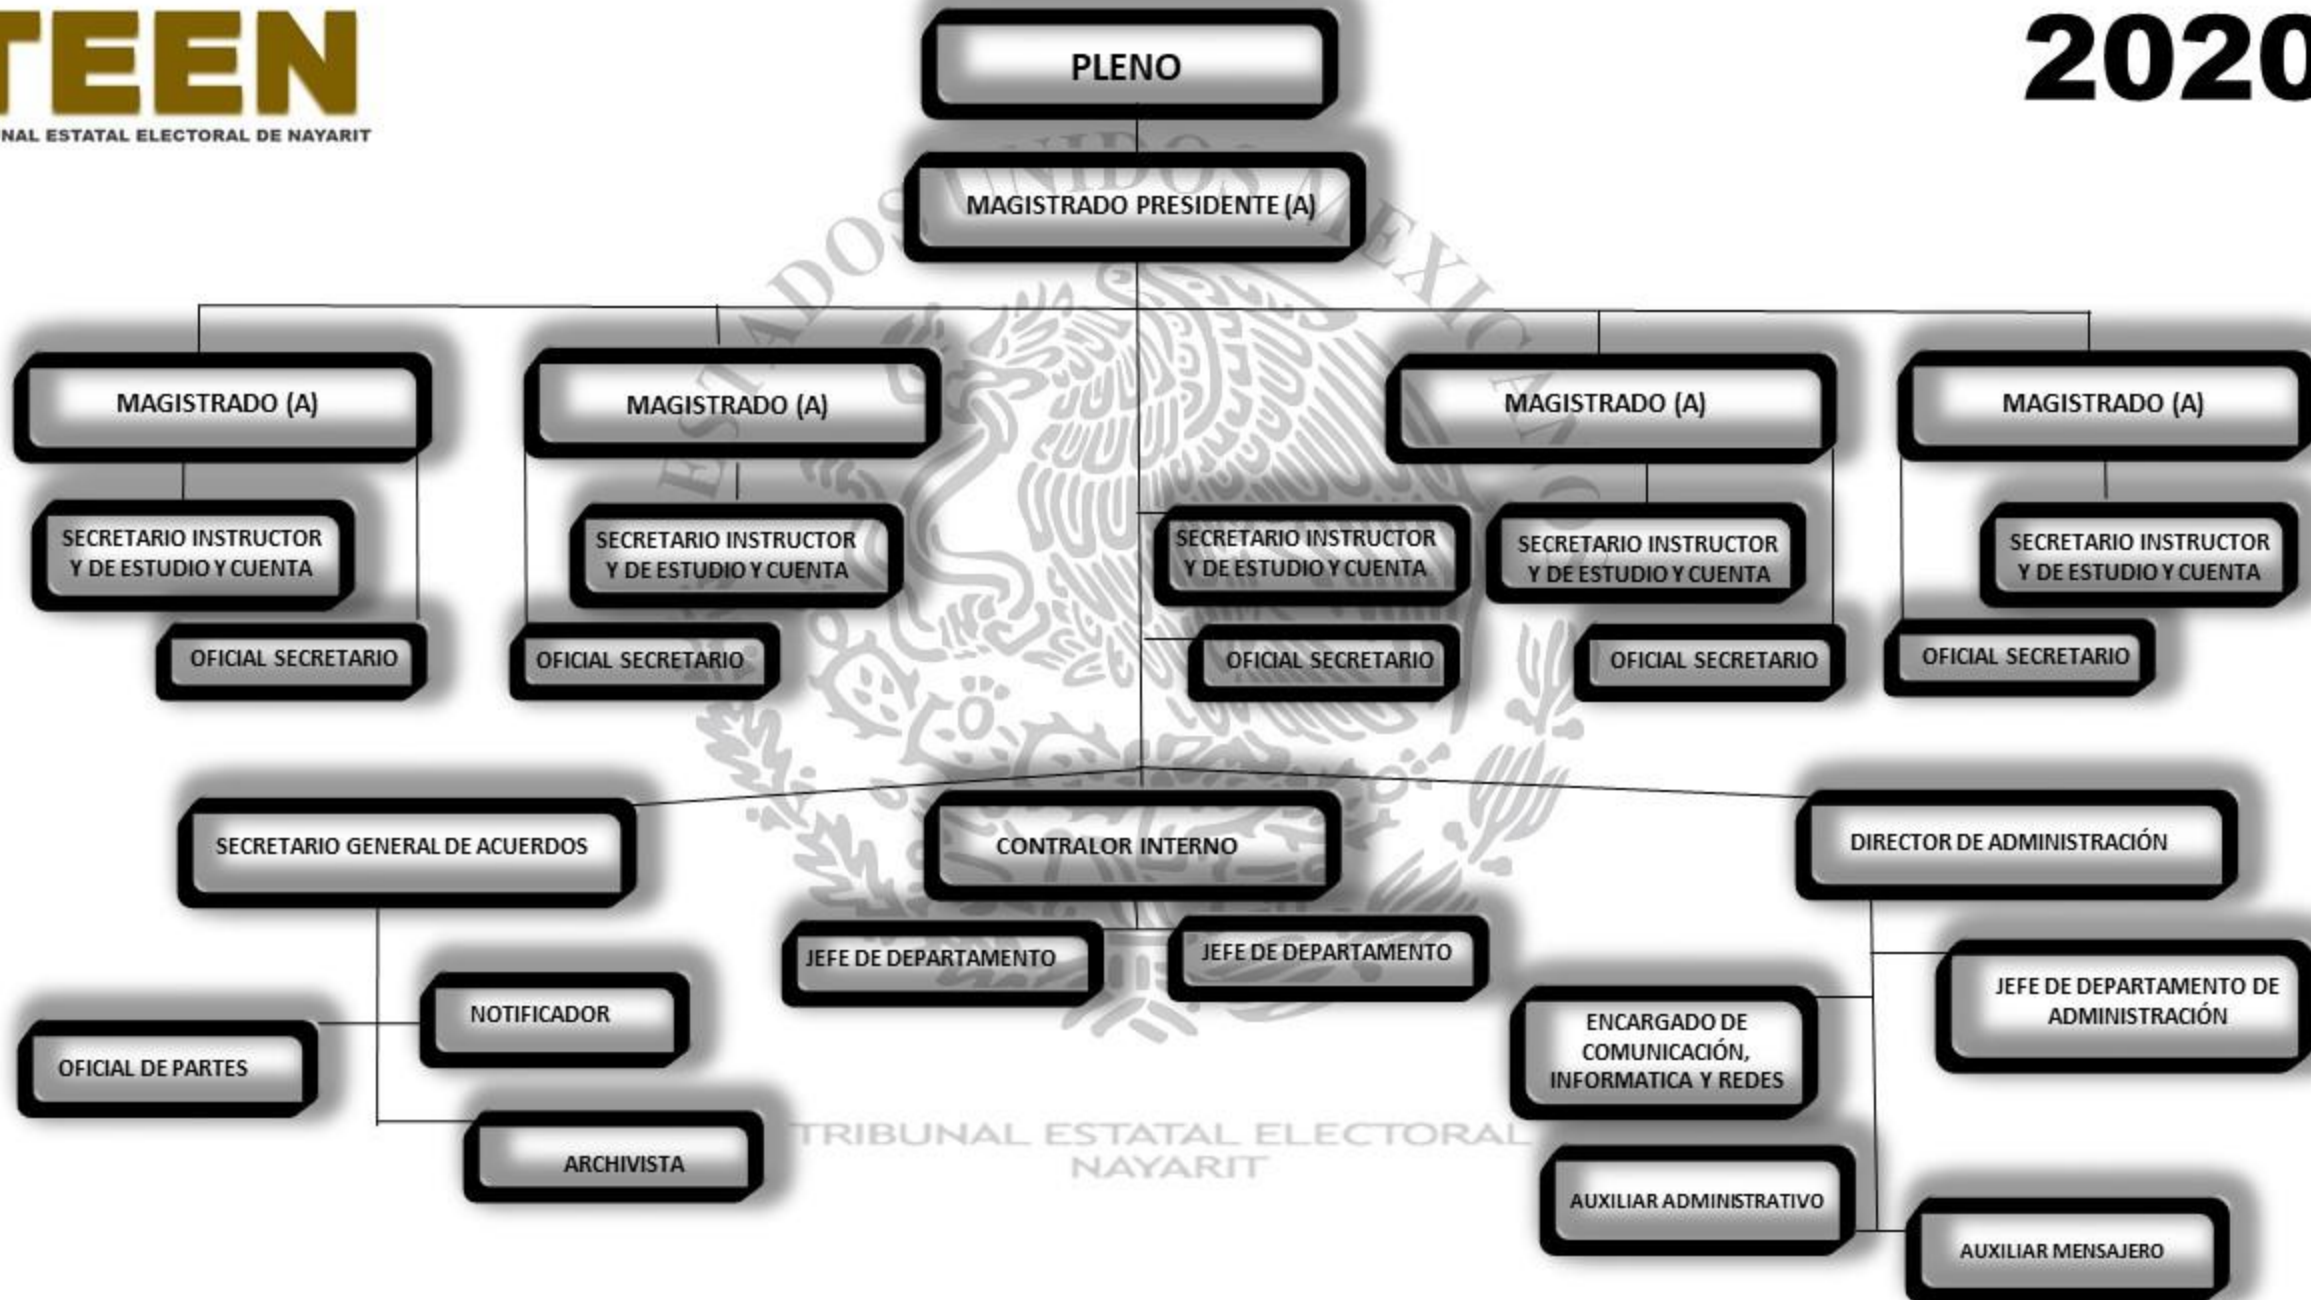 TEEN
NAL ESTATAL ELECTORAL DE NAYARIT
2020
PLENO
ESTADOS UNIDOS MEXICANOS
MAGISTRADO PRESIDENTE (A)
MAGISTRADO (A)
MAGISTRADO (A)
MAGISTRADO (A)
MAGISTRADO (A)
SECRETARIO INSTRUCTOR
Y DE ESTUDIO Y CUENTA
SECRETARIO INSTRUCTOR
Y DE ESTUDIO Y CUENTA
SECRETARIO INSTRUCTOR
Y DE ESTUDIO Y CUENTA
SECRETARIO INSTRUCTOR
Y DE ESTUDIO Y CUENTA
SECRETARIO INSTRUCTOR
Y DE ESTUDIO Y CUENTA
OFICIAL SECRETARIO
OFICIAL SECRETARIO
OFICIAL SECRETARIO
OFICIAL SECRETARIO
OFICIAL SECRETARIO
SECRETARIO GENERAL DE ACUERDOS
CONTRALOR INTERNO
DIRECTOR DE ADMINISTRACIÓN
JEFE DE DEPARTAMENTO
JEFE DE DEPARTAMENTO
JEFE DE DEPARTAMENTO DE
ADMINISTRACIÓN
NOTIFICADOR
OFICIAL DE PARTES
ENCARGADO DE
COMUNICACIÓN,
INFORMATICA Y REDES
ARCHIVISTA
TRIBUNAL ESTATAL ELECTORAL
NAYARIT
AUXILIAR ADMINISTRATIVO
AUXILIAR MENSAJERO